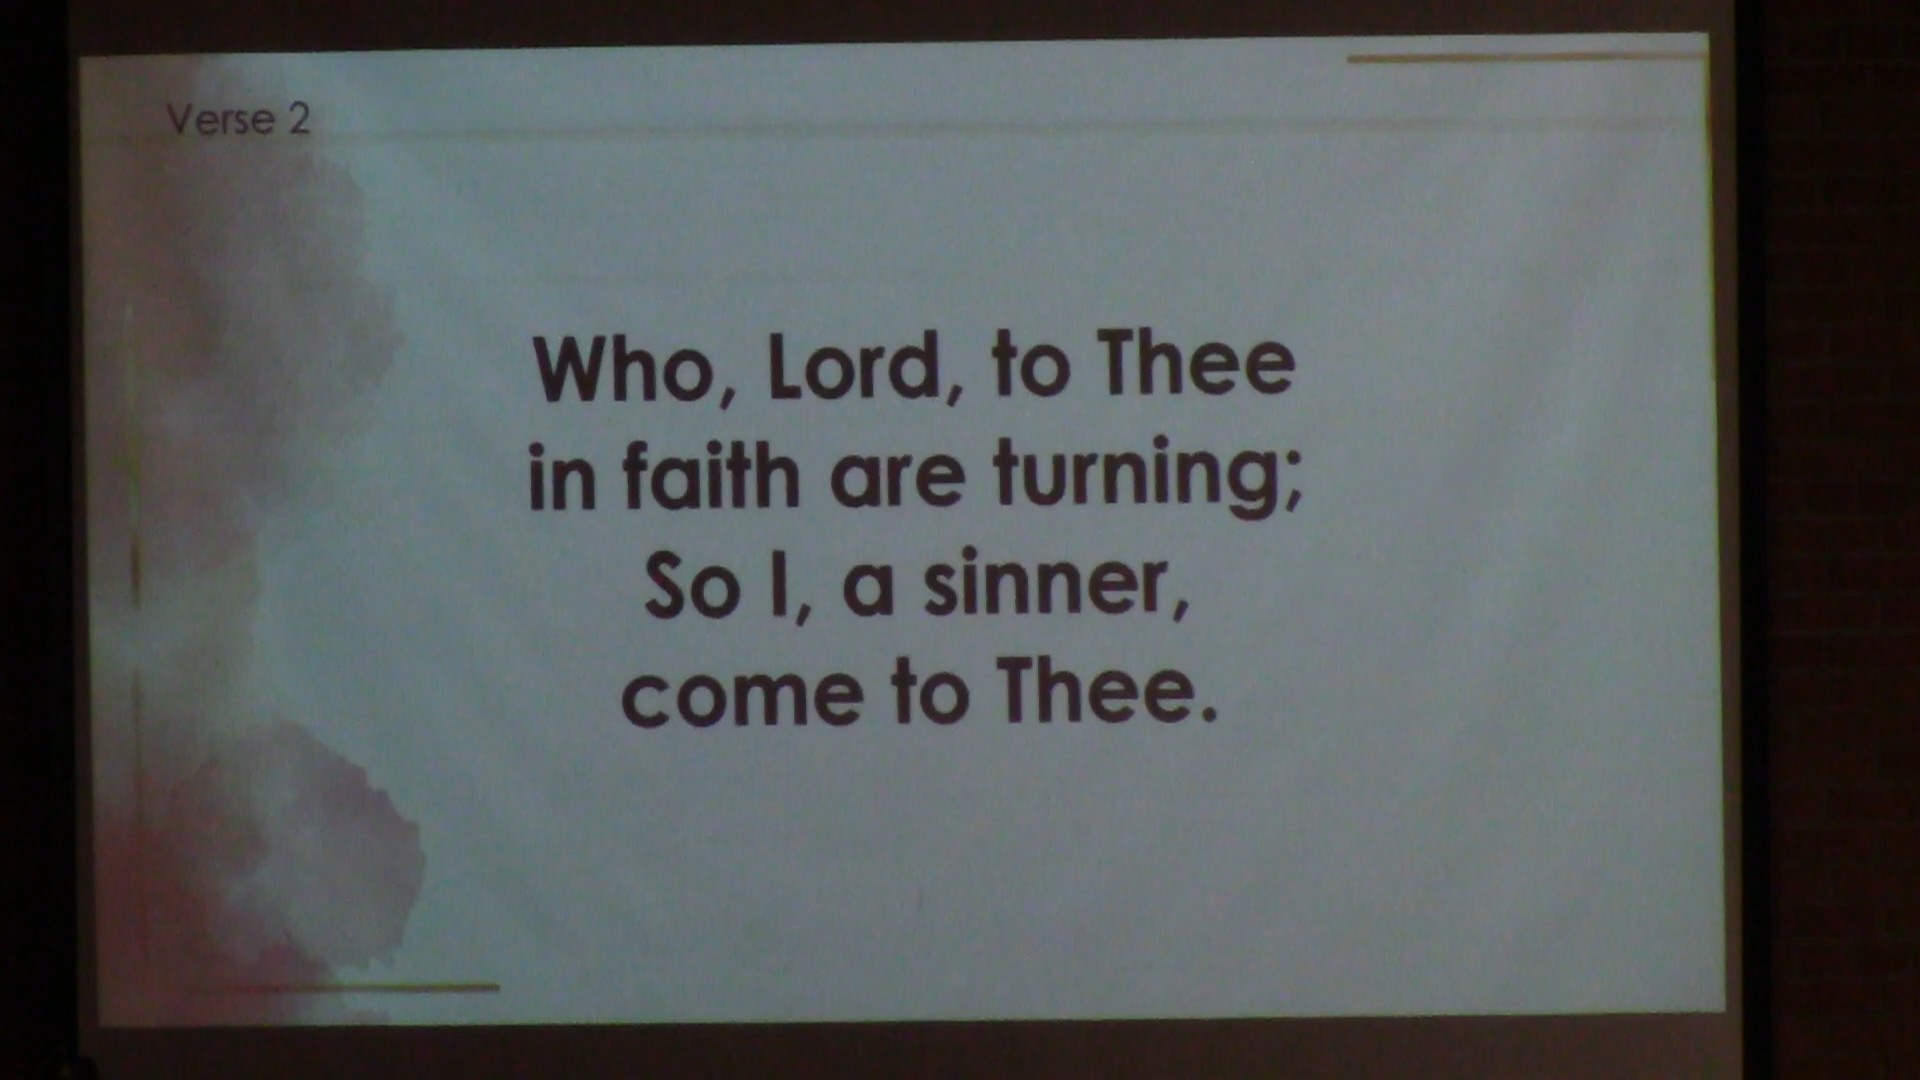 Verse 2
Who, Lord, to Thee
in faith are turning;
So I, a sinner,
come to Thee.